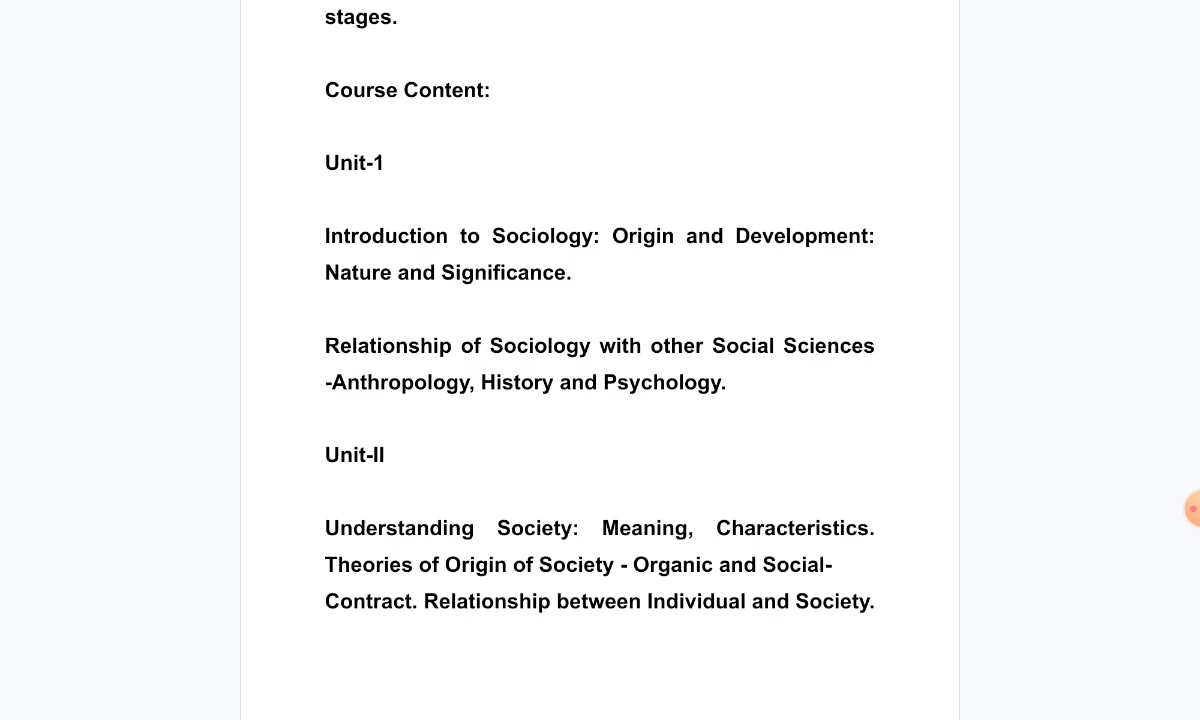 stages.
Course Content:
Unit-1
Introduction to Sociology: Origin and Development:
Nature and Significance.
Relationship of Sociology with other Social Sciences
-Anthropology, History and Psychology.
Unit-II
Understanding Society: Meaning, Characteristics.
Theories of Origin of Society - Organic and Social-
Contract. Relationship between Individual and Society.